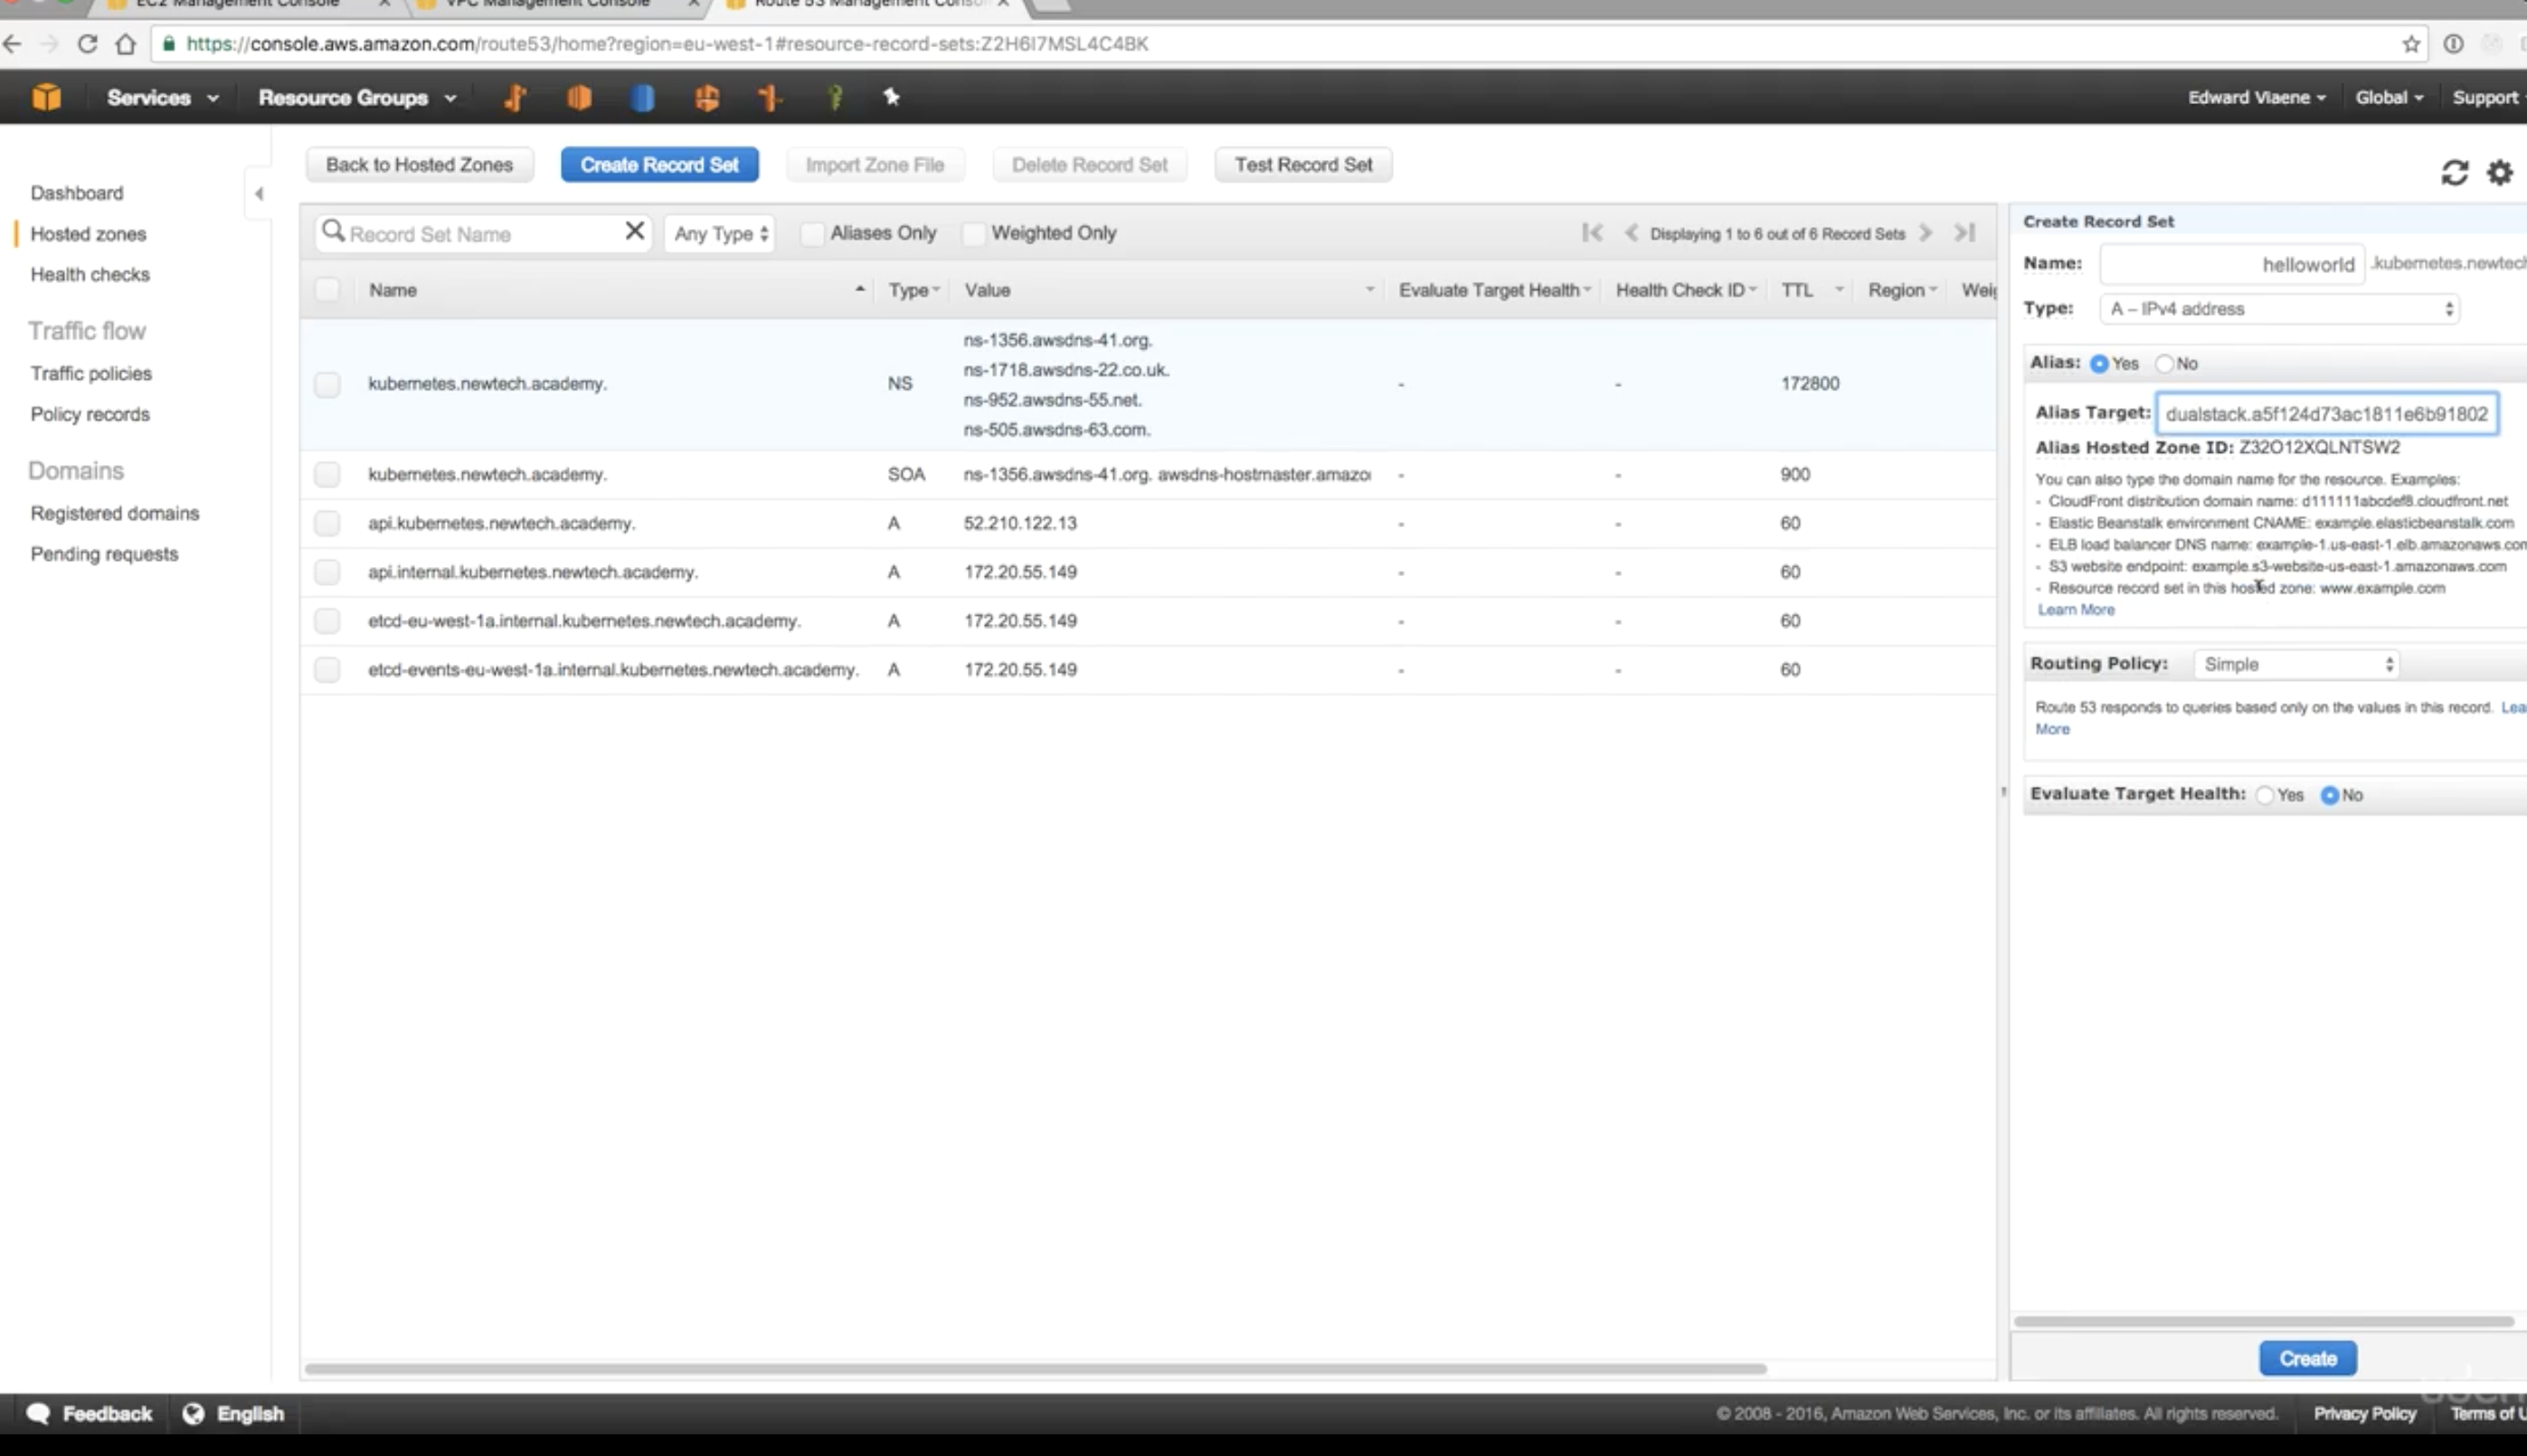 EC2 Management Console
VPC Management Console
Route 53 Management Conso
https://console.aws.amazon.com/route53/home?region=eu-west-1#resource-record-sets:Z2H6I7MSL4C4BK
Services Resource Groups Edward Viaene Global Support
Back to Hosted Zones Create Record Set Import Zone File Delete Record Set Test Record Set
Dashboard
Hosted zones
Health checks
Traffic flow
Traffic policies
Policy records
Domains
Registered domains
Pending requests
Record Set Name Any Type Aliases Only Weighted Only Displaying 1 to 6 out of 6 Record Sets
Name Type Value Evaluate Target Health Health Check ID TTL Region Weig
kubernetes.newtech.academy. NS ns-1356.awsdns-41.org. - - 172800
ns-1718.awsdns-22.co.uk.
ns-952.awsdns-55.net.
ns-505.awsdns-63.com.
kubernetes.newtech.academy. SOA ns-1356.awsdns-41.org. awsdns-hostmaster.amazo - - 900
api.kubernetes.newtech.academy. A 52.210.122.13 - - 60
api.internal.kubernetes.newtech.academy. A 172.20.55.149 - - 60
etcd-eu-west-1a.internal.kubernetes.newtech.academy. A 172.20.55.149 - - 60
etcd-events-eu-west-1a.internal.kubernetes.newtech.academy. A 172.20.55.149 - - 60
Create Record Set
Name: helloworld .kubernetes.newtech
Type: A – IPv4 address
Alias: Yes No
Alias Target: dualstack.a5f124d73ac1811e6b91802
Alias Hosted Zone ID: Z32O12XQLNTSW2
You can also type the domain name for the resource. Examples:
- CloudFront distribution domain name: d111111abcdef8.cloudfront.net
- Elastic Beanstalk environment CNAME: example.elasticbeanstalk.com
- ELB load balancer DNS name: example-1.us-east-1.elb.amazonaws.com
- S3 website endpoint: example.s3-website-us-east-1.amazonaws.com
- Resource record set in this hosted zone: www.example.com
Learn More
Routing Policy: Simple
Route 53 responds to queries based only on the values in this record. Lea
More
Evaluate Target Health: Yes No
Create
Feedback English © 2008 - 2016, Amazon Web Services, Inc. or its affiliates. All rights reserved. Privacy Policy Terms of U